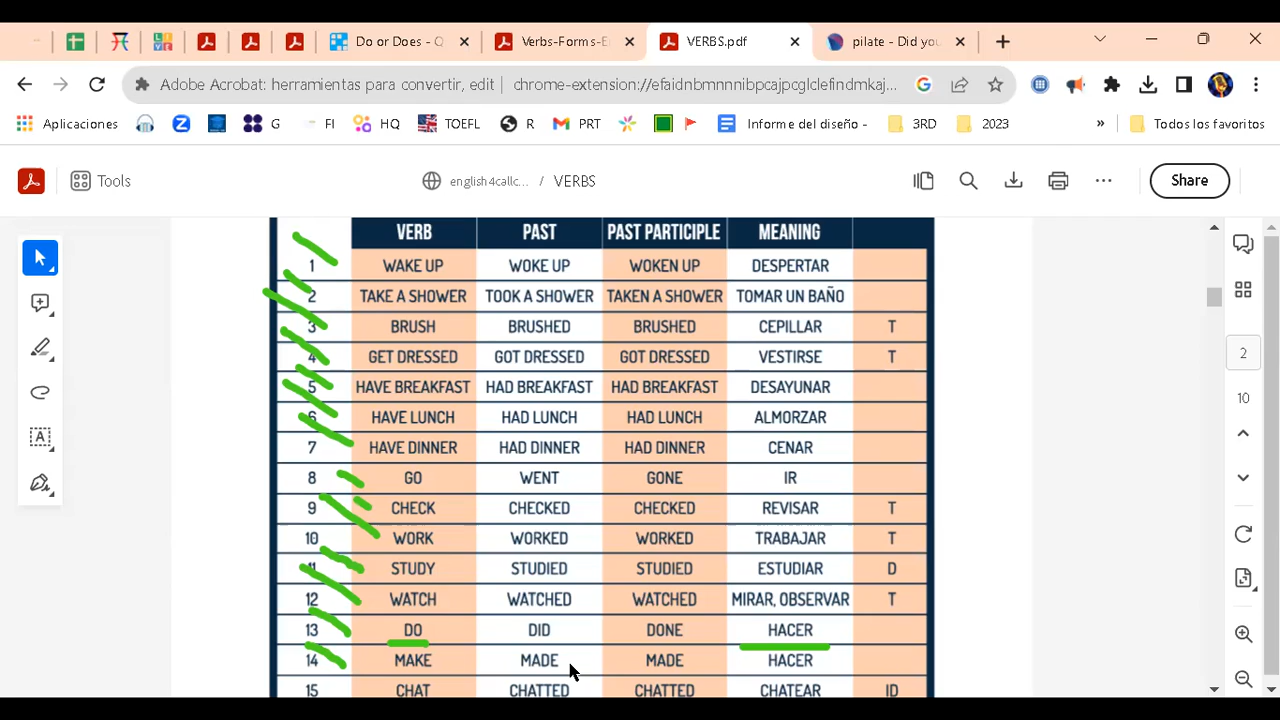 Do or Does - Q
Verbs-Forms-E
VERBS.pdf
pilate - Did you
Adobe Acrobat: herramientas para convertir, edit | chrome-extension://efaidnbmnnnibpcajpcglclefindmkaj...
Aplicaciones G FI HQ TOEFL R PRT Informe del diseño - 3RD 2023 » Todos los favoritos
Tools english4callc... / VERBS Share
VERB PAST PAST PARTICIPLE MEANING
1 WAKE UP WOKE UP WOKEN UP DESPERTAR
2 TAKE A SHOWER TOOK A SHOWER TAKEN A SHOWER TOMAR UN BAÑO
3 BRUSH BRUSHED BRUSHED CEPILLAR T
4 GET DRESSED GOT DRESSED GOT DRESSED VESTIRSE T
5 HAVE BREAKFAST HAD BREAKFAST HAD BREAKFAST DESAYUNAR
6 HAVE LUNCH HAD LUNCH HAD LUNCH ALMORZAR
7 HAVE DINNER HAD DINNER HAD DINNER CENAR
8 GO WENT GONE IR
9 CHECK CHECKED CHECKED REVISAR T
10 WORK WORKED WORKED TRABAJAR T
11 STUDY STUDIED STUDIED ESTUDIAR D
12 WATCH WATCHED WATCHED MIRAR, OBSERVAR T
13 DO DID DONE HACER
14 MAKE MADE MADE HACER
15 CHAT CHATTED CHATTED CHATEAR ID
2
10